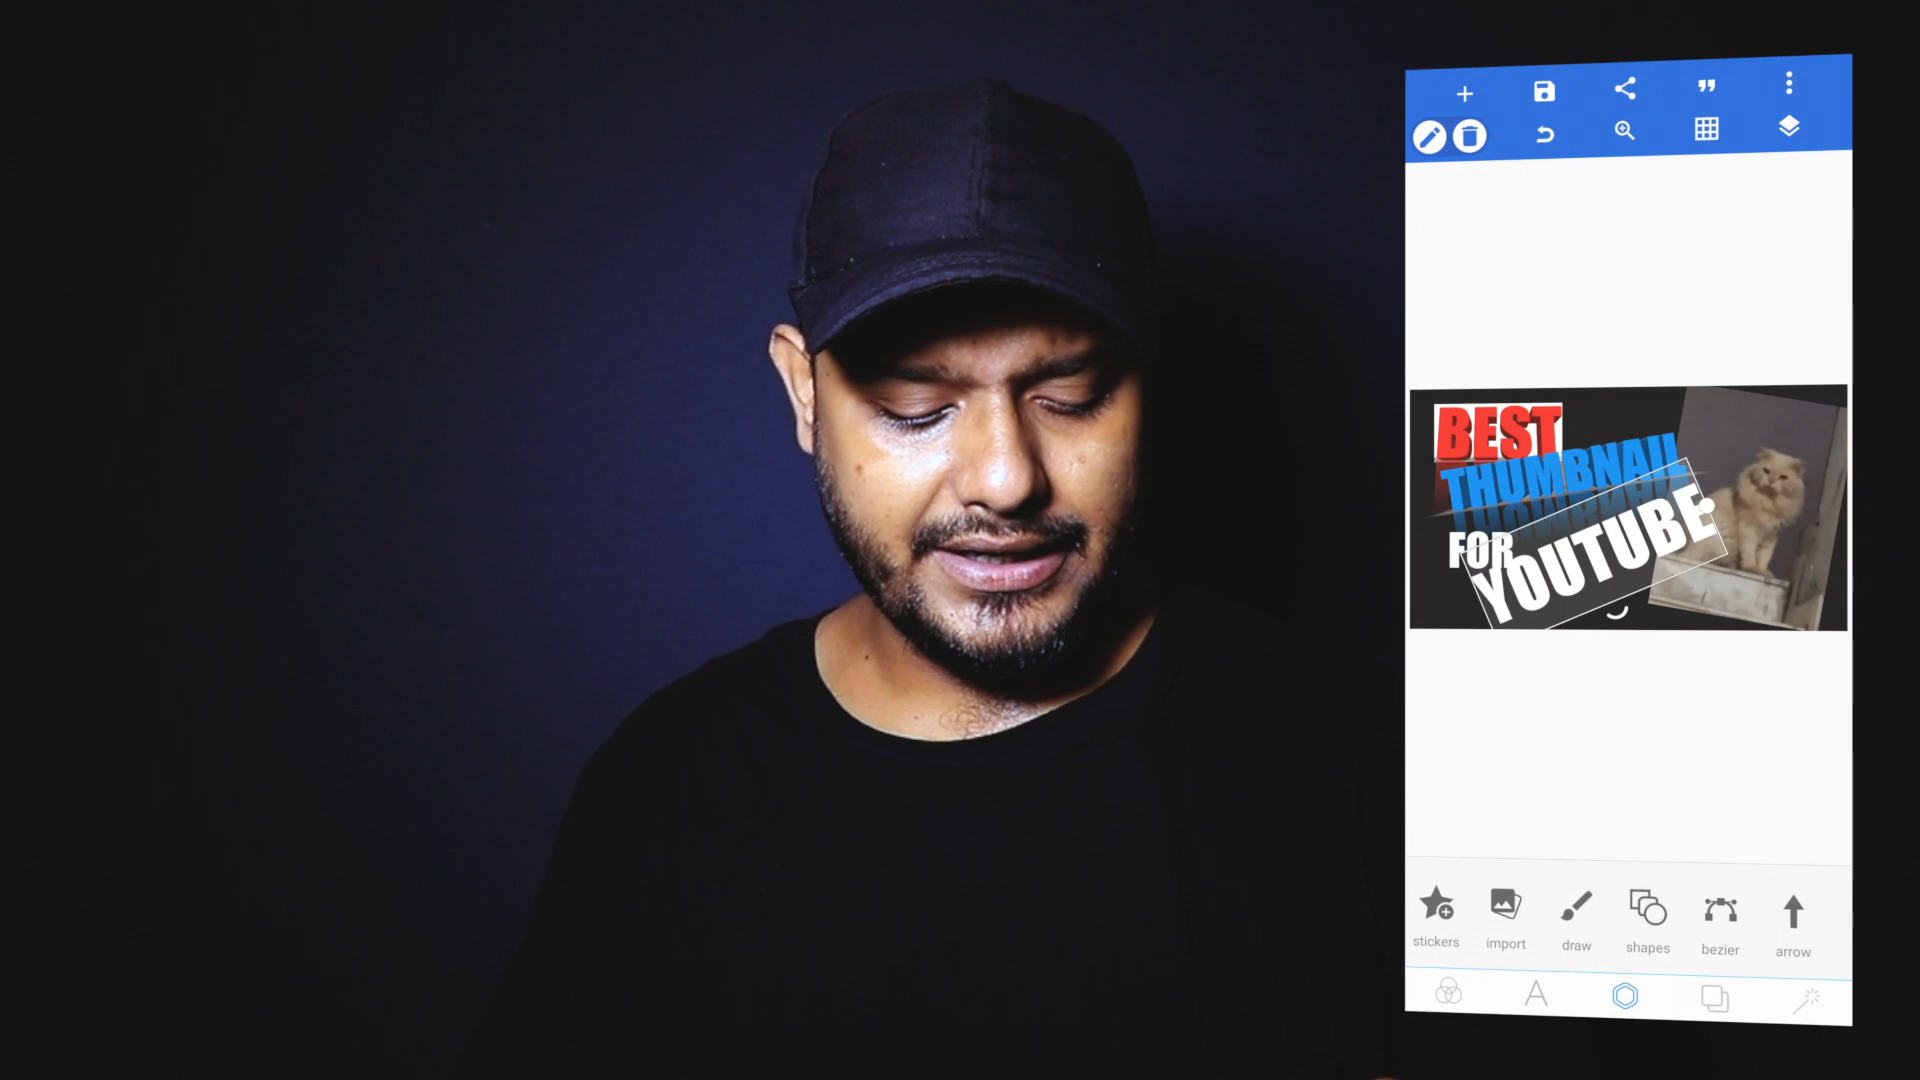 BEST
THUMBNAIL
FOR
YOUTUBE
stickers import draw shapes bezier arrow